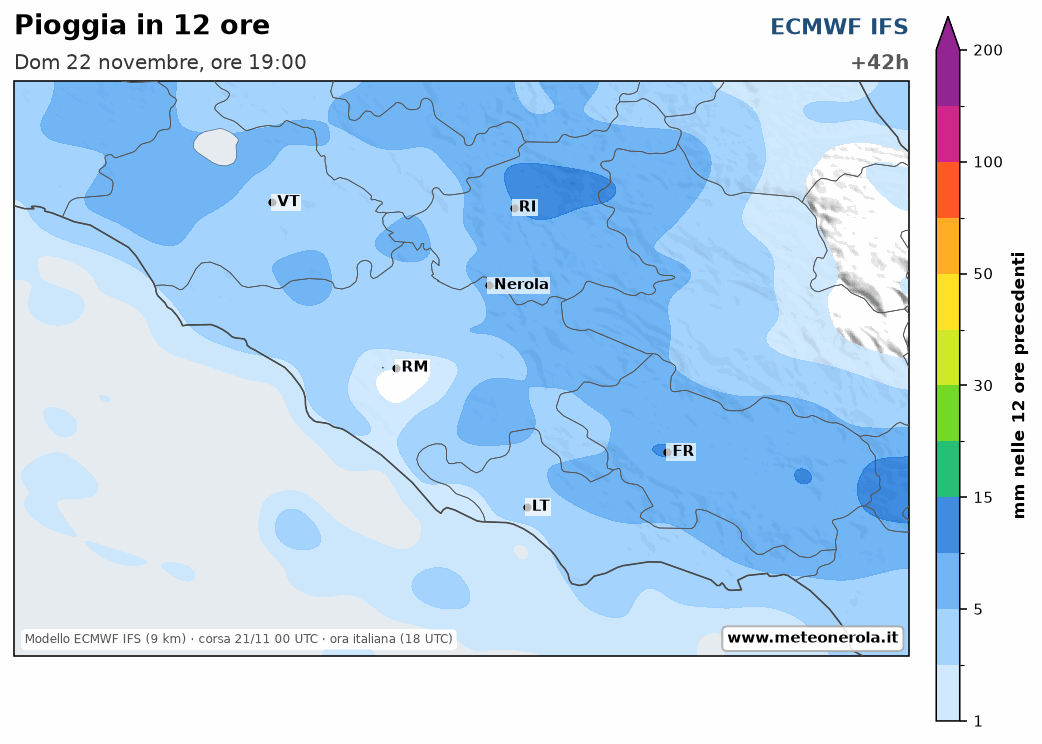 Pioggia in 12 ore
ECMWF IFS
Dom 22 novembre, ore 19:00
+42h
VT
RI
Nerola
RM
FR
LT
Modello ECMWF IFS (9 km) · corsa 21/11 00 UTC · ora italiana (18 UTC)
www.meteonerola.it
200
100
50
30
15
5
1
mm nelle 12 ore precedenti